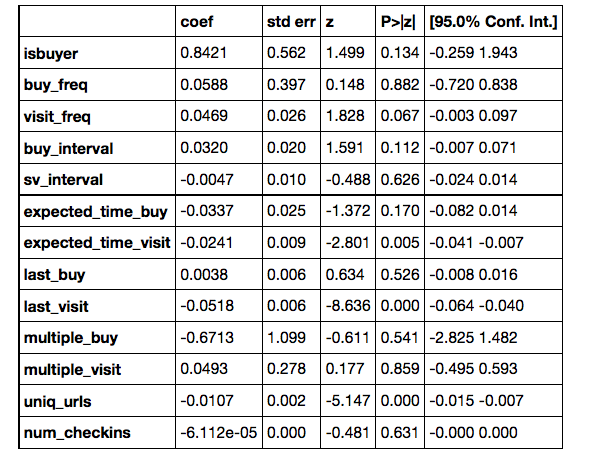 coef std err z P>|z| [95.0% Conf. Int.]
isbuyer 0.8421 0.562 1.499 0.134 -0.259 1.943
buy_freq 0.0588 0.397 0.148 0.882 -0.720 0.838
visit_freq 0.0469 0.026 1.828 0.067 -0.003 0.097
buy_interval 0.0320 0.020 1.591 0.112 -0.007 0.071
sv_interval -0.0047 0.010 -0.488 0.626 -0.024 0.014
expected_time_buy -0.0337 0.025 -1.372 0.170 -0.082 0.014
expected_time_visit -0.0241 0.009 -2.801 0.005 -0.041 -0.007
last_buy 0.0038 0.006 0.634 0.526 -0.008 0.016
last_visit -0.0518 0.006 -8.636 0.000 -0.064 -0.040
multiple_buy -0.6713 1.099 -0.611 0.541 -2.825 1.482
multiple_visit 0.0493 0.278 0.177 0.859 -0.495 0.593
uniq_urls -0.0107 0.002 -5.147 0.000 -0.015 -0.007
num_checkins -6.112e-05 0.000 -0.481 0.631 -0.000 0.000